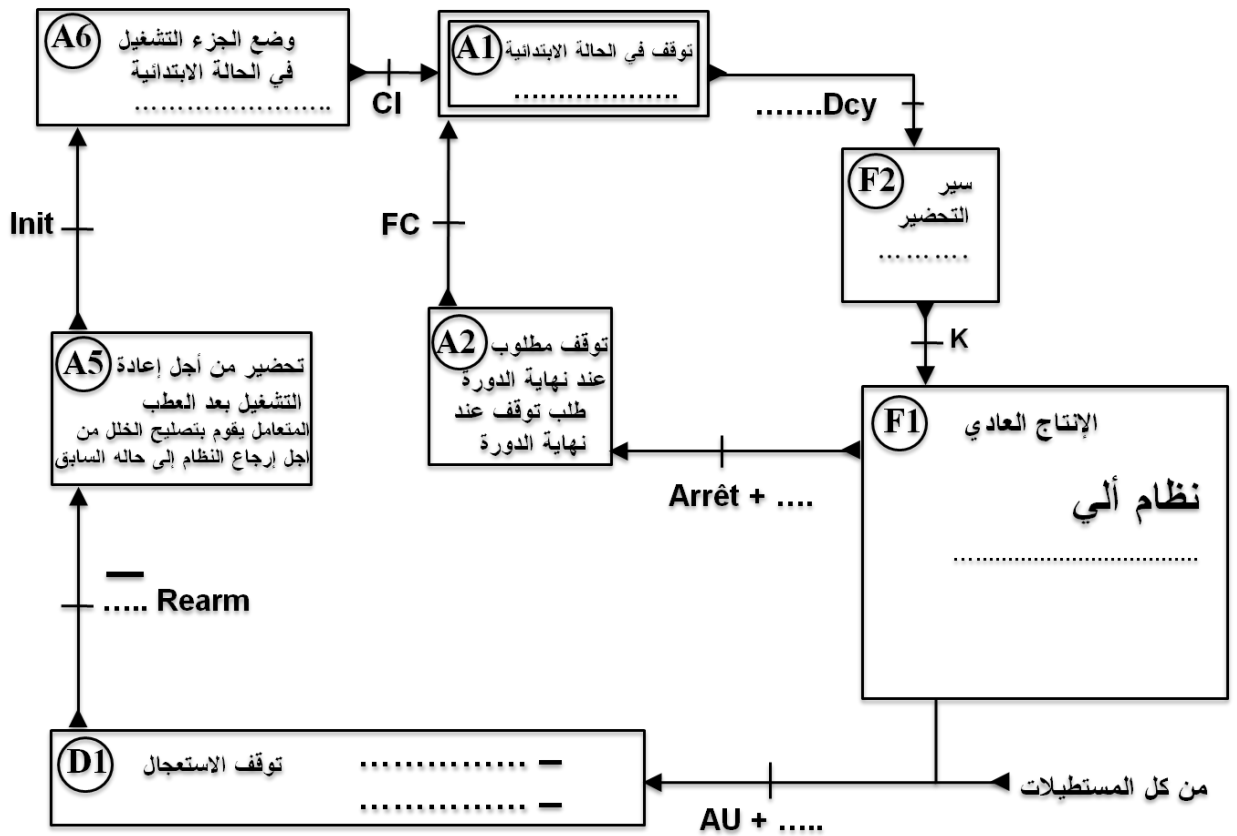 A6
وضع الجزء التشغيل
في الحالة الابتدائية
......................
CI
A1
توقف في الحالة الابتدائية
...................
.......Dcy
F2
سير
التحضير
..........
K
Init
FC
A5
تحضير من أجل إعادة
التشغيل بعد العطب
المتعامل يقوم بتصليح الخلل من
اجل إرجاع النظام إلى حاله السابق
A2
توقف مطلوب
عند نهاية الدورة
طلب توقف عند
نهاية الدورة
F1
الإنتاج العادي
نظام ألي
..........................................
Arrêt + ....
..... Rearm
D1
توقف الاستعجال
– ...............
– ...............
من كل المستطيلات
AU + .....